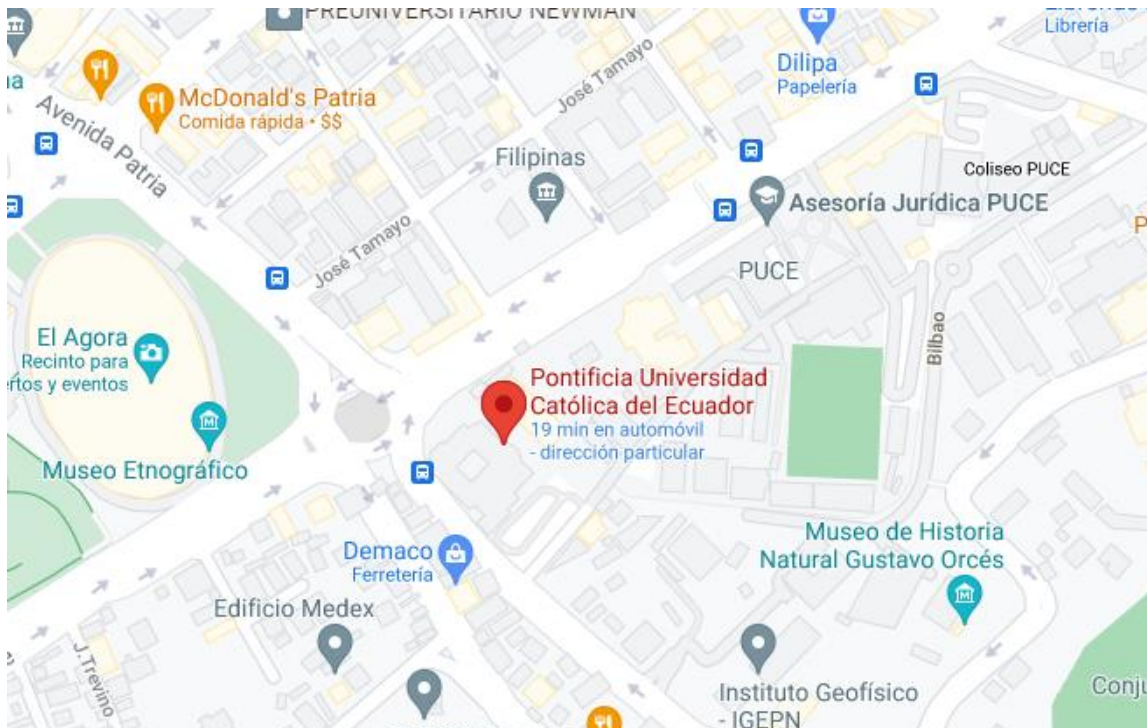 PREUNIVERSITARIO NEWMAN
Librería
Dilipa
Papelería
McDonald's Patria
Comida rápida • $$
José Tamayo
Avenida Patria
Filipinas
Coliseo PUCE
Asesoría Jurídica PUCE
P
José Tamayo
PUCE
El Agora
Recinto para
ertos y eventos
Bilbao
Pontificia Universidad
Católica del Ecuador
19 min en automóvil
- dirección particular
Museo Etnográfico
Museo de Historia
Natural Gustavo Orcés
Demaco
Ferretería
Edificio Medex
J.Trevino
Instituto Geofísico
- IGEPN
Conju